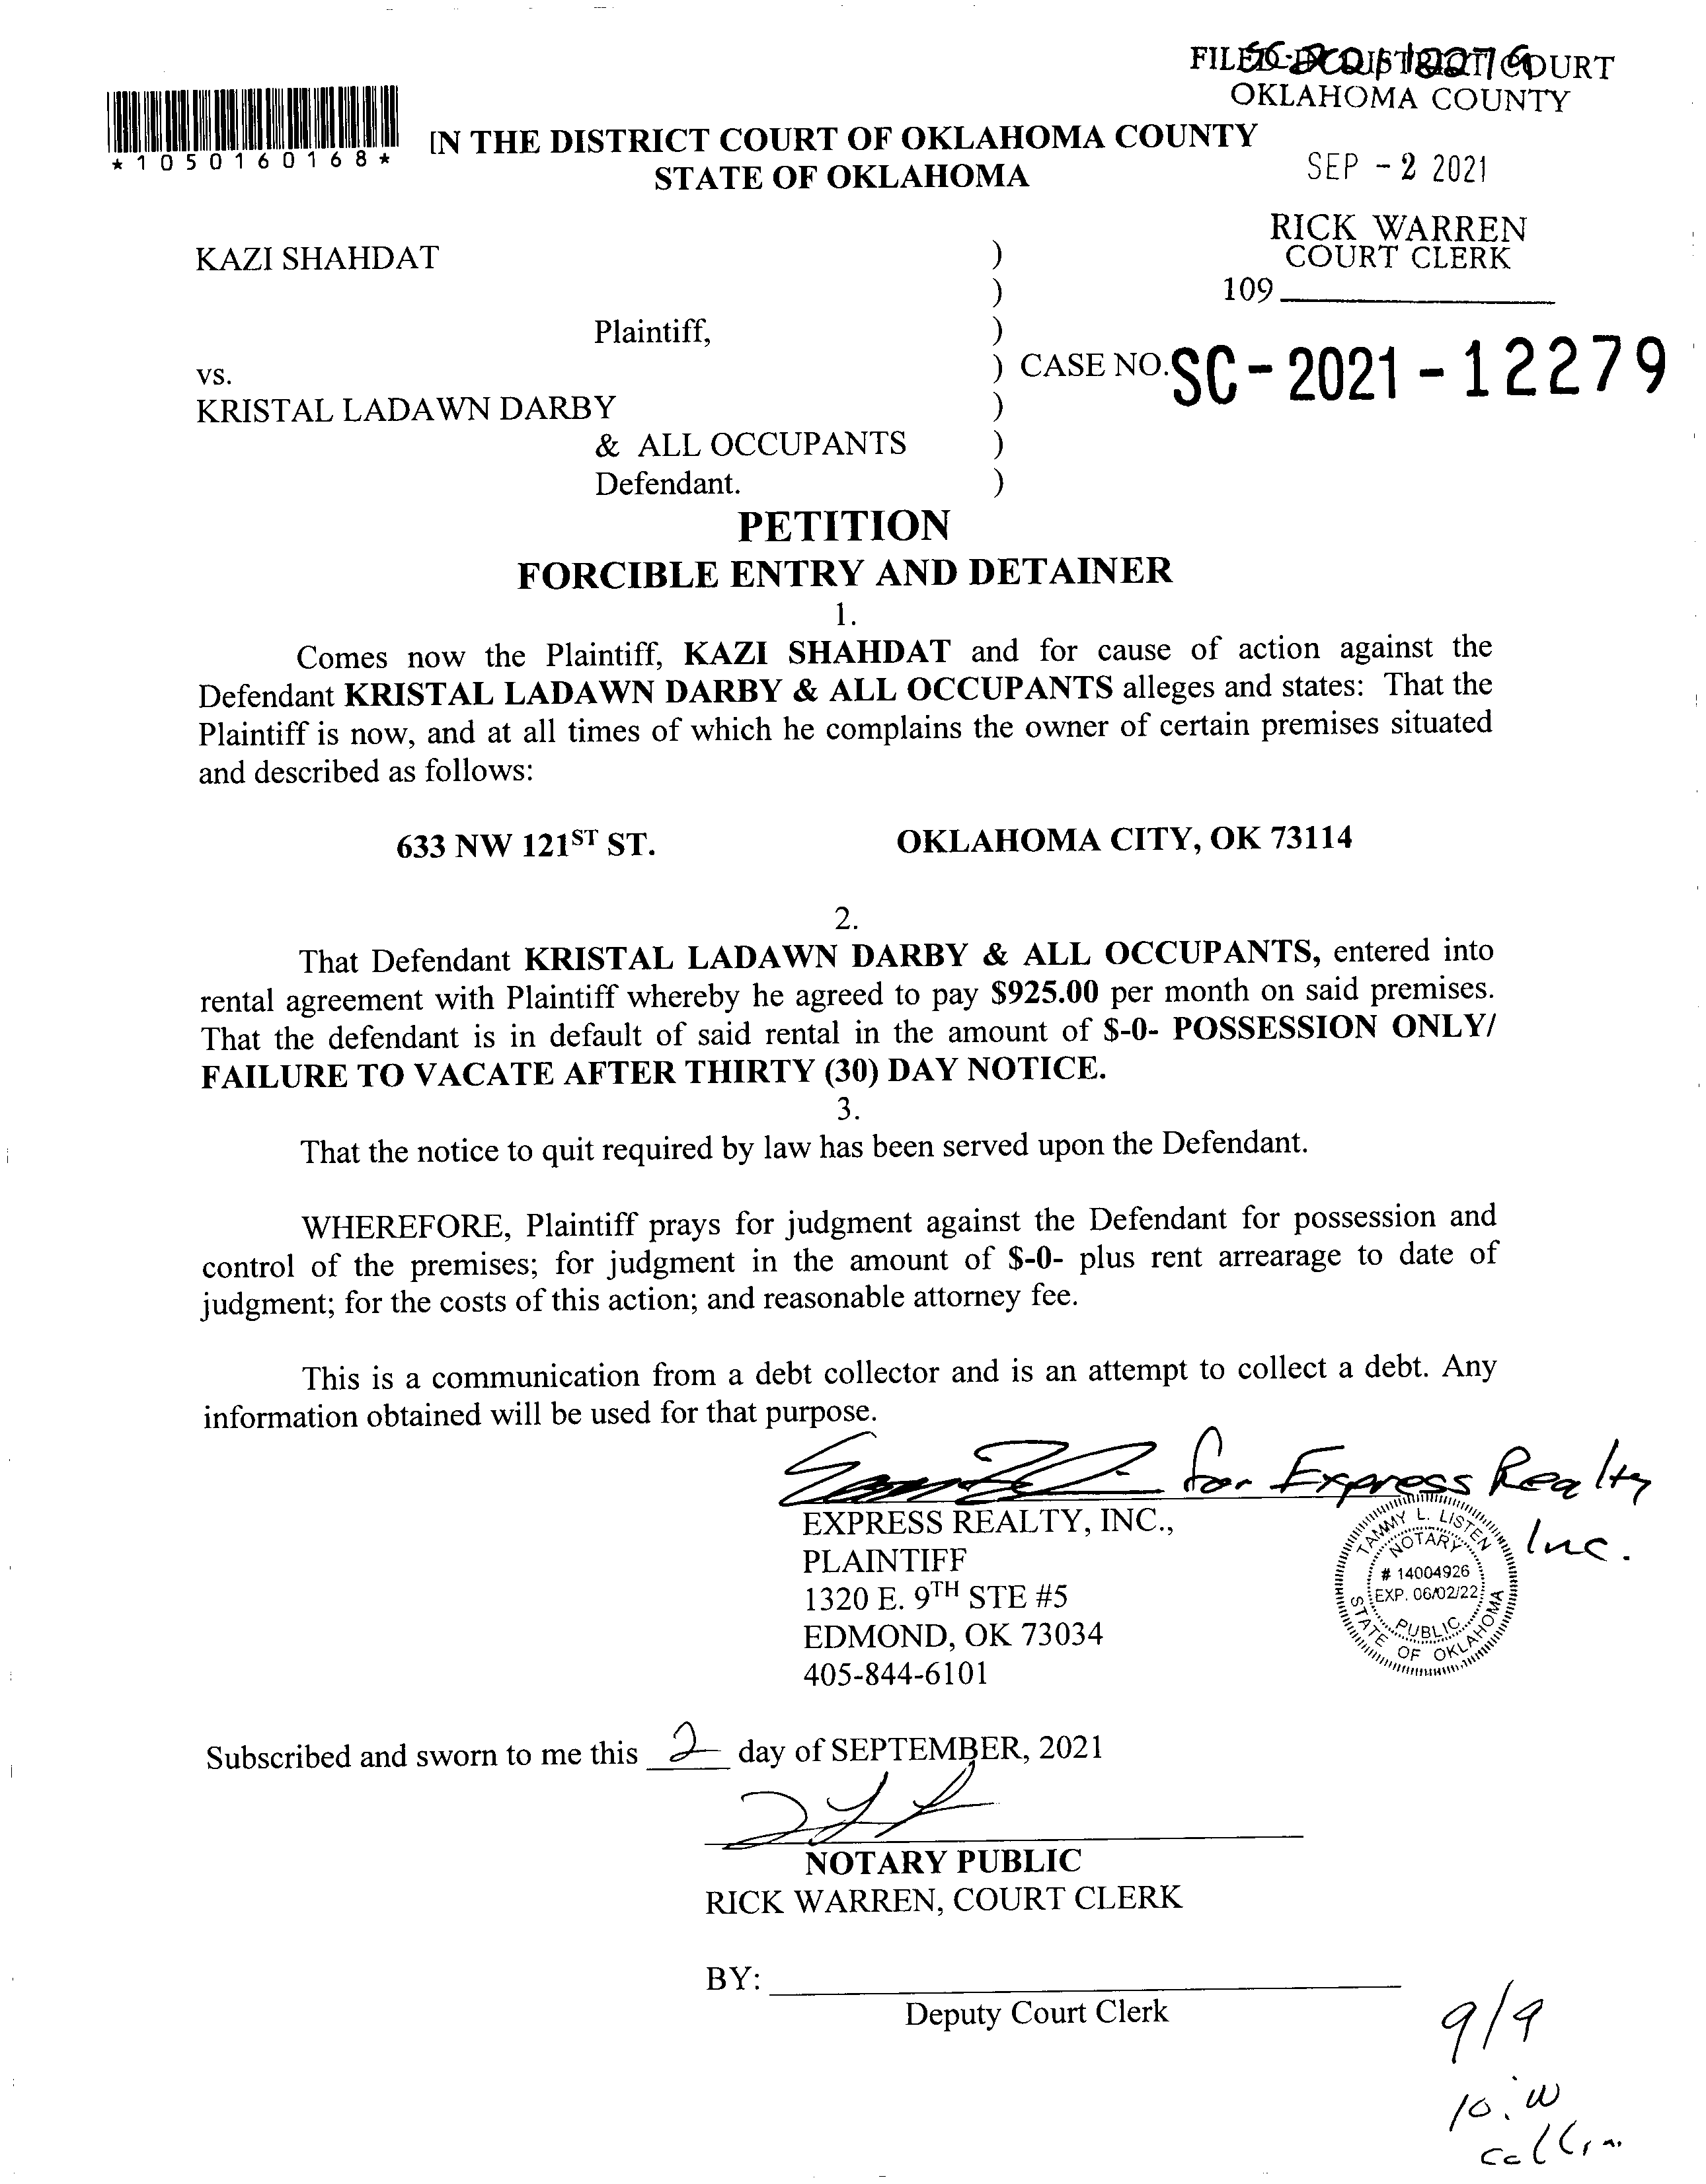 FILED IN DISTRICT COURT
OKLAHOMA COUNTY
*1050160168*
IN THE DISTRICT COURT OF OKLAHOMA COUNTY
STATE OF OKLAHOMA
SEP - 2 2021
RICK WARREN
COURT CLERK
109
KAZI SHAHDAT )
)
Plaintiff, )
vs. ) CASE NO. SC - 2021 - 12279
KRISTAL LADAWN DARBY )
& ALL OCCUPANTS )
Defendant. )
PETITION
FORCIBLE ENTRY AND DETAINER
1.
Comes now the Plaintiff, KAZI SHAHDAT and for cause of action against the
Defendant KRISTAL LADAWN DARBY & ALL OCCUPANTS alleges and states: That the
Plaintiff is now, and at all times of which he complains the owner of certain premises situated
and described as follows:
633 NW 121ST ST. OKLAHOMA CITY, OK 73114
2.
That Defendant KRISTAL LADAWN DARBY & ALL OCCUPANTS, entered into
rental agreement with Plaintiff whereby he agreed to pay $925.00 per month on said premises.
That the defendant is in default of said rental in the amount of $-0- POSSESSION ONLY/
FAILURE TO VACATE AFTER THIRTY (30) DAY NOTICE.
3.
That the notice to quit required by law has been served upon the Defendant.
WHEREFORE, Plaintiff prays for judgment against the Defendant for possession and
control of the premises; for judgment in the amount of $-0- plus rent arrearage to date of
judgment; for the costs of this action; and reasonable attorney fee.
This is a communication from a debt collector and is an attempt to collect a debt. Any
information obtained will be used for that purpose.
for Express Realty
Inc.
EXPRESS REALTY, INC.,
PLAINTIFF
1320 E. 9TH STE #5
EDMOND, OK 73034
405-844-6101
TAMMY L. LISTEN
NOTARY
# 14004926
EXP. 06/02/22
PUBLIC
STATE OF OKLAHOMA
Subscribed and sworn to me this 2 day of SEPTEMBER, 2021
NOTARY PUBLIC
RICK WARREN, COURT CLERK
BY:
Deputy Court Clerk
9/9